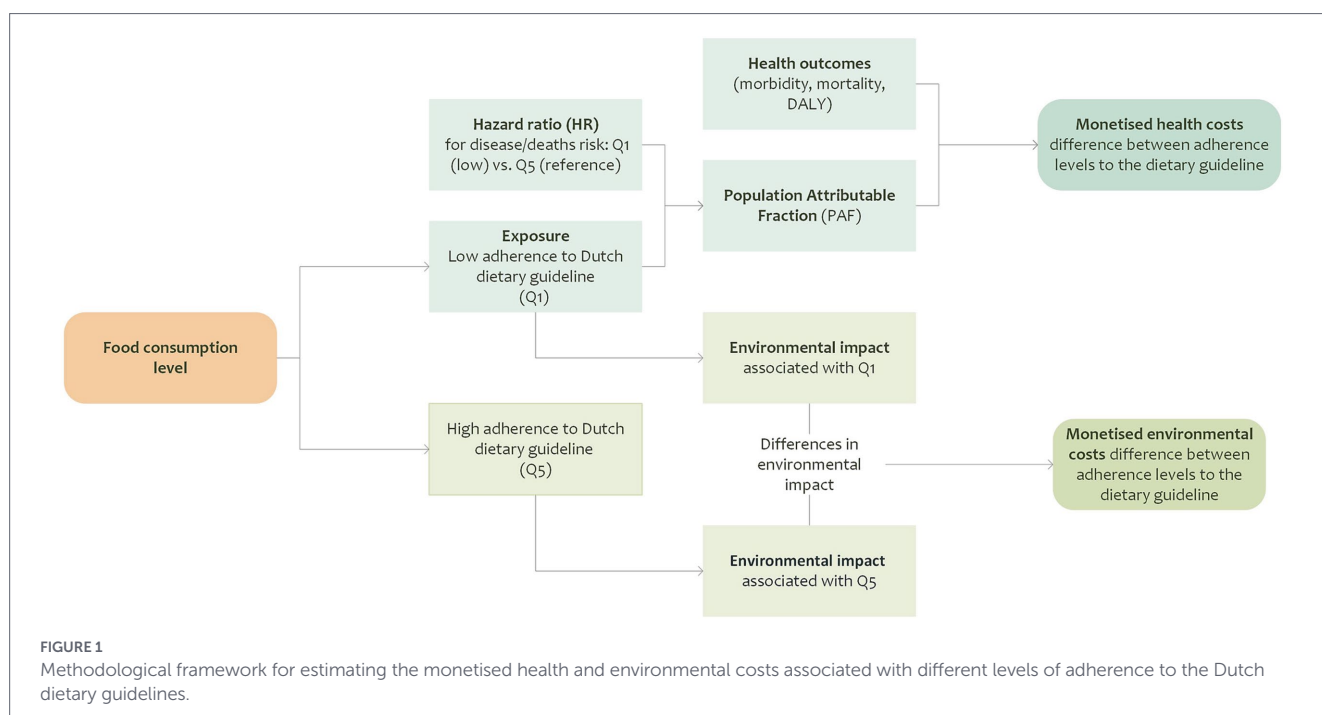 Health outcomes
(morbidity, mortality,
DALY)
Hazard ratio (HR)
for disease/deaths risk: Q1
(low) vs. Q5 (reference)
Monetised health costs
difference between adherence
levels to the dietary guideline
Population Attributable
Fraction (PAF)
Exposure
Low adherence to Dutch
dietary guideline
(Q1)
Food consumption
level
Environmental impact
associated with Q1
High adherence to Dutch
dietary guideline
(Q5)
Differences in
environmental
impact
Monetised environmental
costs difference between
adherence levels to the
dietary guideline
Environmental impact
associated with Q5
FIGURE 1
Methodological framework for estimating the monetised health and environmental costs associated with different levels of adherence to the Dutch
dietary guidelines.